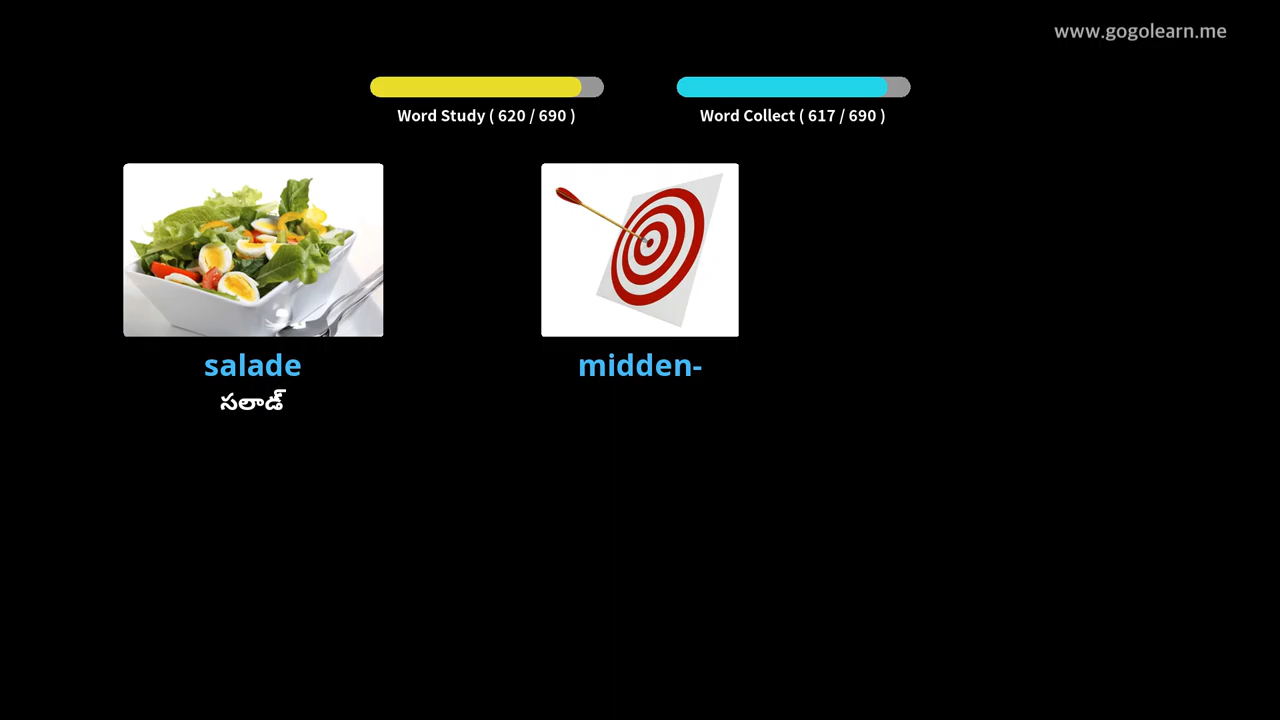 www.gogolearn.me
Word Study ( 620 / 690 )
Word Collect ( 617 / 690 )
salade
సలాడ్
midden-